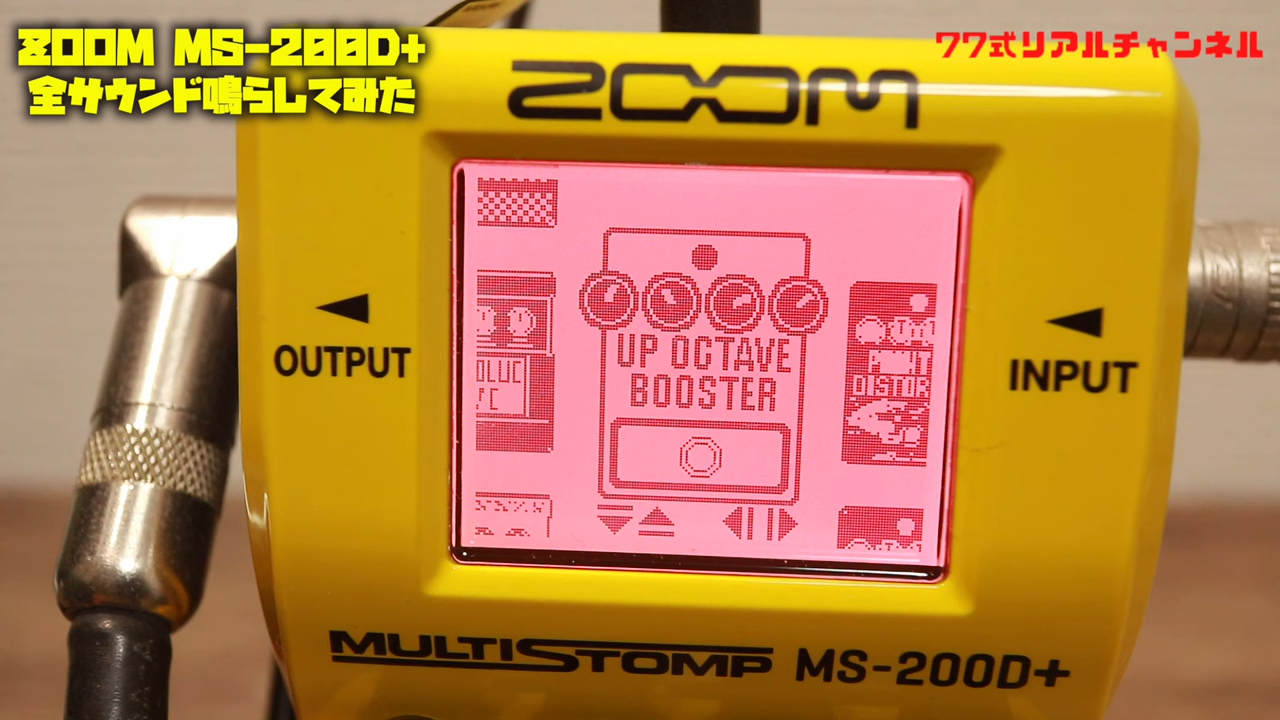 ZOOM MS-200D+
全サウンド鳴らしてみた
77式リアルチャンネル
ZOOM
OUTPUT
INPUT
UP OCTAVE
BOOSTER
DISTOR
MULTISTOMP MS-200D+